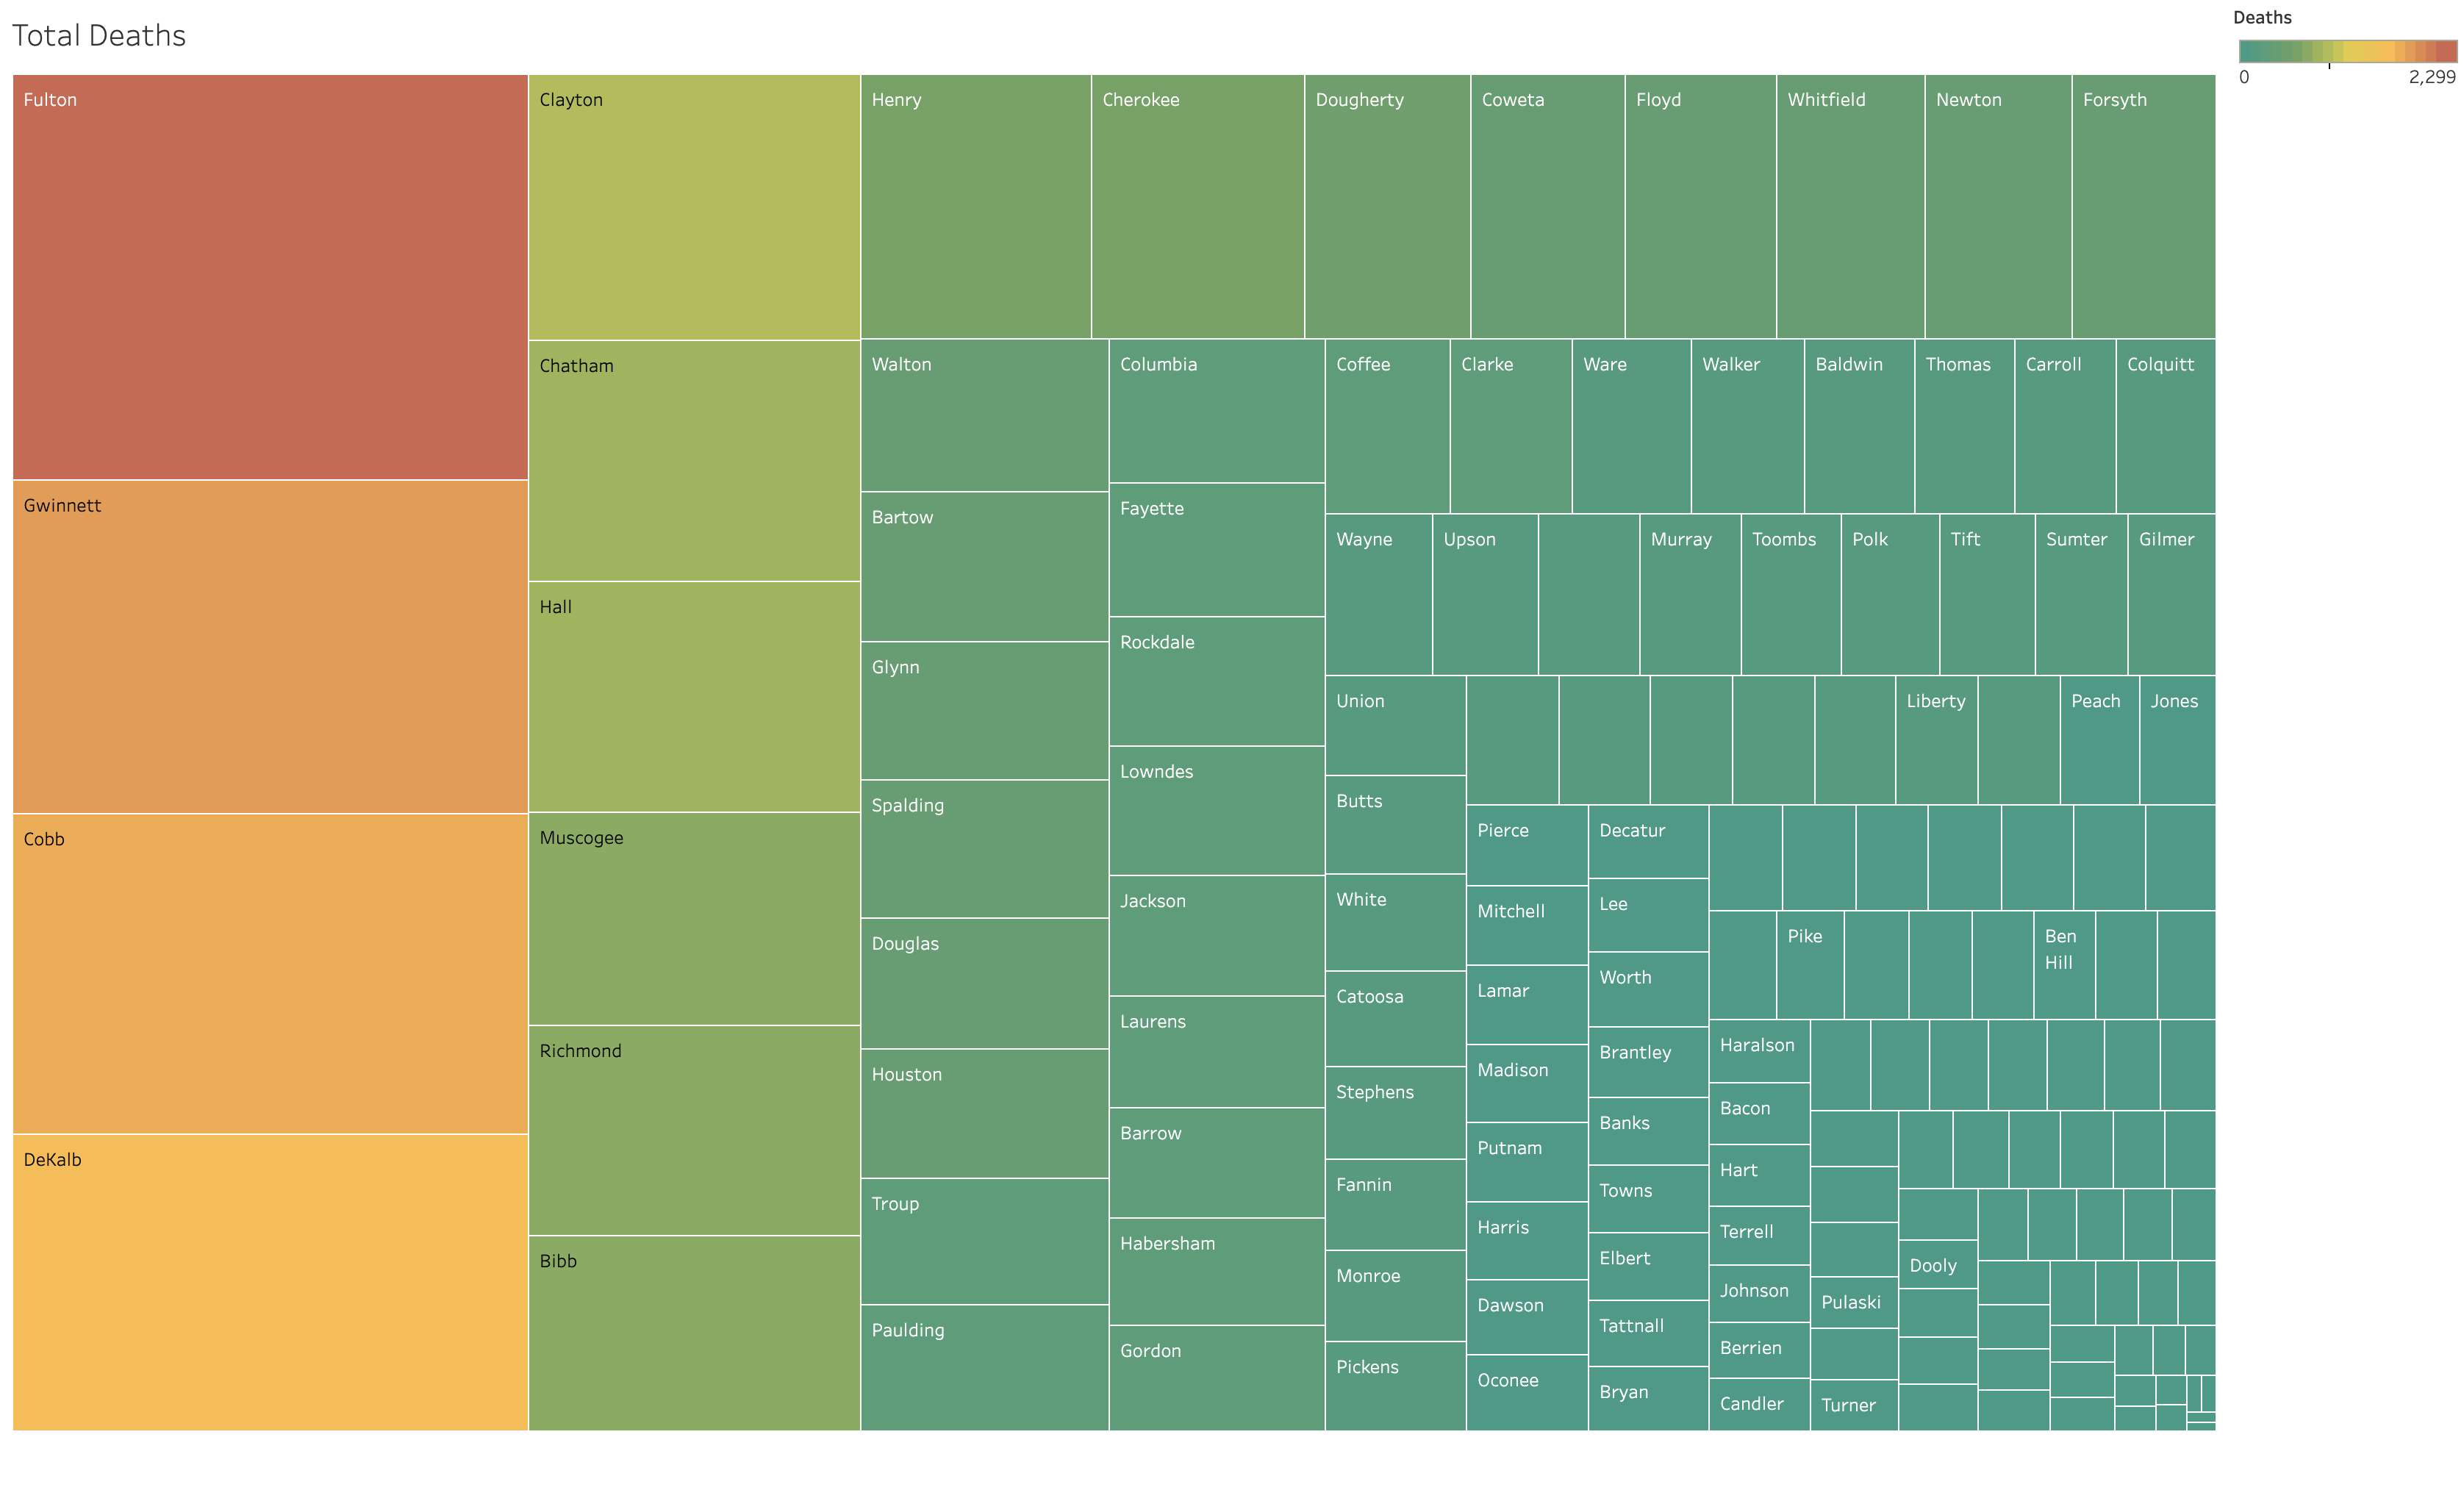 Total Deaths
Deaths
0 2,299
Fulton
Gwinnett
Cobb
DeKalb
Clayton
Chatham
Hall
Muscogee
Richmond
Bibb
Henry
Cherokee
Dougherty
Coweta
Floyd
Whitfield
Newton
Forsyth
Walton
Bartow
Glynn
Spalding
Douglas
Houston
Troup
Paulding
Columbia
Fayette
Rockdale
Lowndes
Jackson
Laurens
Barrow
Habersham
Gordon
Coffee
Clarke
Ware
Walker
Baldwin
Thomas
Carroll
Colquitt
Wayne
Upson
Murray
Toombs
Polk
Tift
Sumter
Gilmer
Union
Butts
White
Catoosa
Stephens
Fannin
Monroe
Pickens
Liberty
Peach
Jones
Pierce
Mitchell
Lamar
Madison
Putnam
Harris
Dawson
Oconee
Decatur
Lee
Worth
Brantley
Banks
Towns
Elbert
Tattnall
Bryan
Pike
Ben
Hill
Haralson
Bacon
Hart
Terrell
Johnson
Berrien
Candler
Pulaski
Turner
Dooly